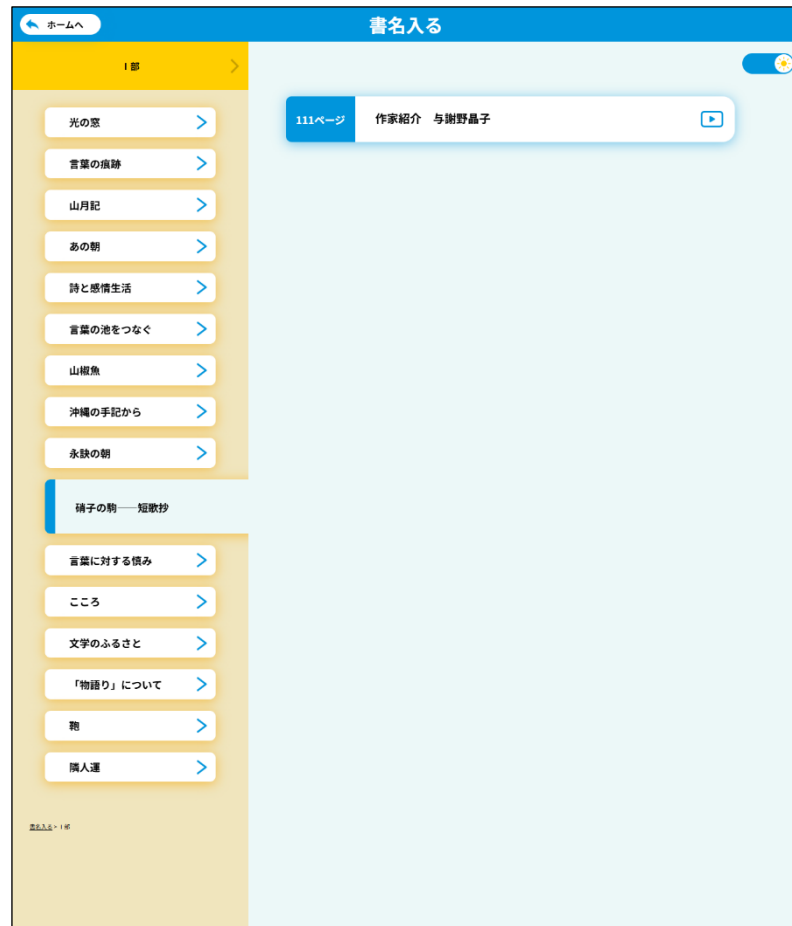 ホームへ
書名入る
I 部
光の窓
言葉の痕跡
山月記
あの朝
詩と感情生活
言葉の池をつなぐ
山椒魚
沖縄の手記から
永訣の朝
硝子の駒──短歌抄
言葉に対する慎み
こころ
文学のふるさと
「物語り」について
鞄
隣人運
書名入る > I 部
111ページ 作家紹介　与謝野晶子